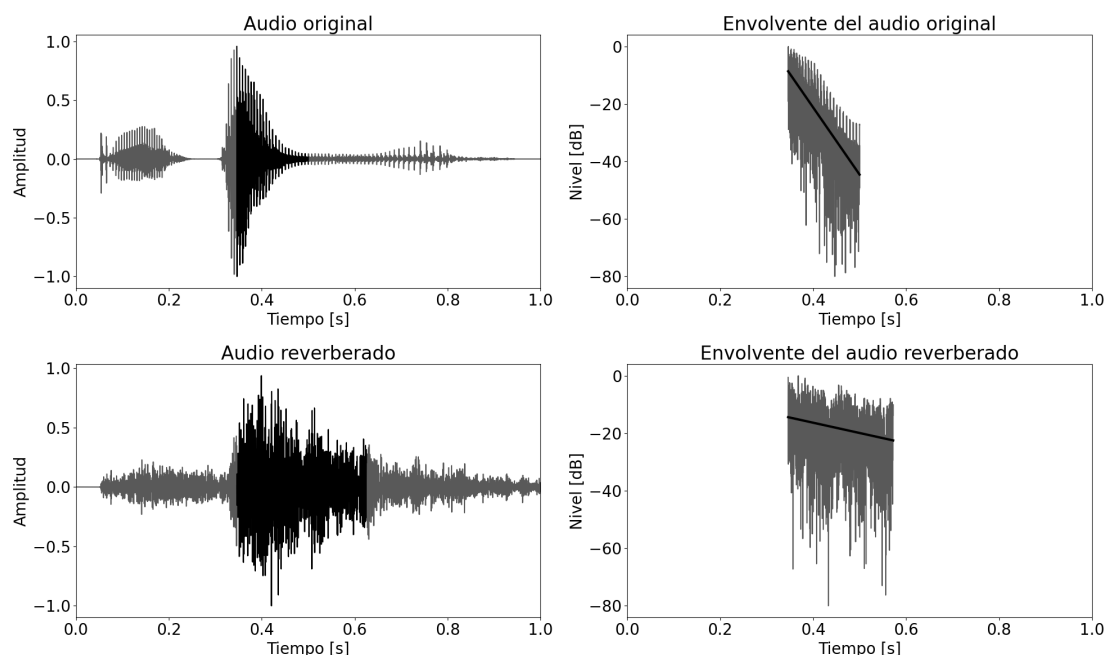 Audio original
Amplitud
1.0
0.5
0.0
−0.5
−1.0
0.0 0.2 0.4 0.6 0.8 1.0
Tiempo [s]
Envolvente del audio original
Nivel [dB]
0
−20
−40
−60
−80
0.0 0.2 0.4 0.6 0.8 1.0
Tiempo [s]
Audio reverberado
Amplitud
1.0
0.5
0.0
−0.5
−1.0
0.0 0.2 0.4 0.6 0.8 1.0
Tiempo [s]
Envolvente del audio reverberado
Nivel [dB]
0
−20
−40
−60
−80
0.0 0.2 0.4 0.6 0.8 1.0
Tiempo [s]